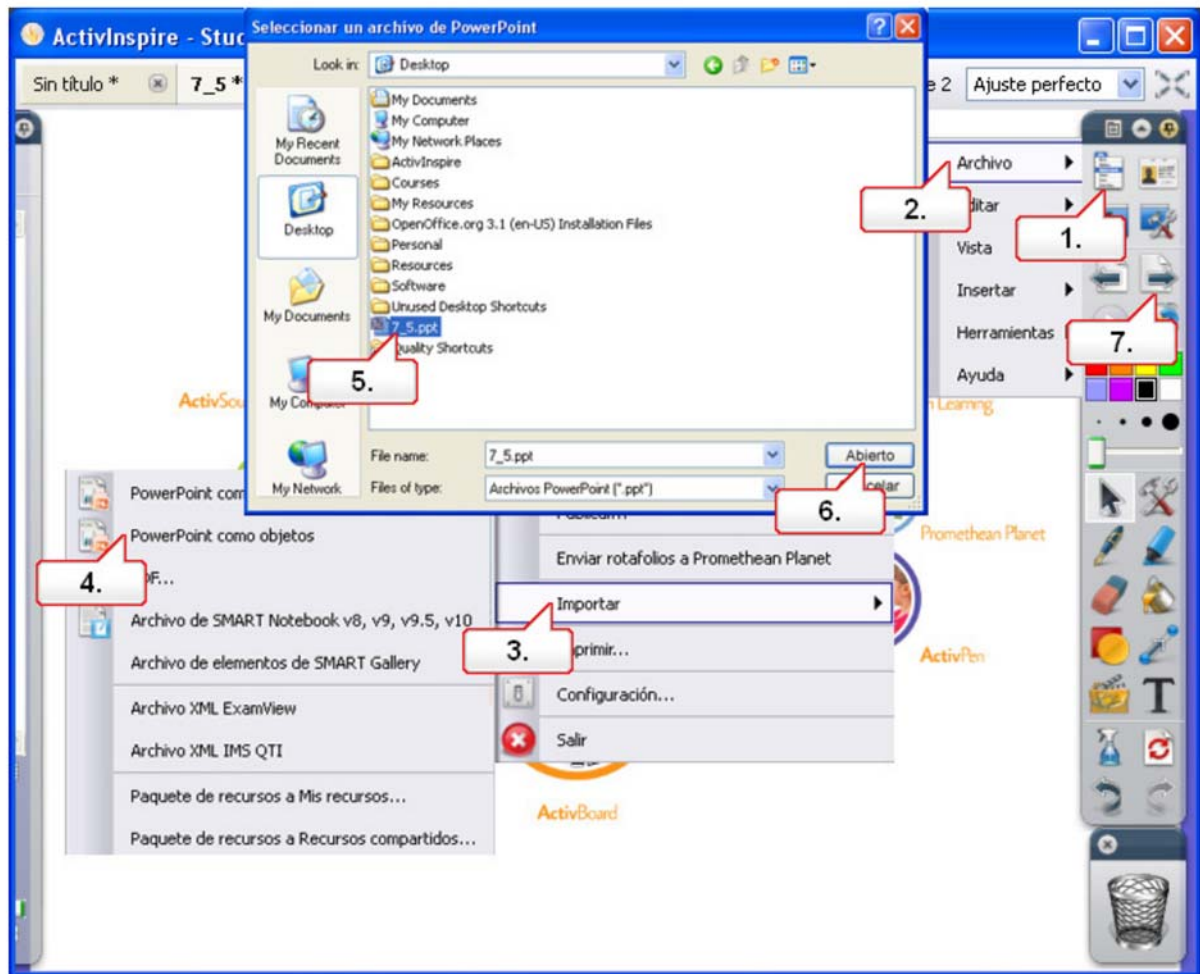 ActivInspire - Stud
Seleccionar un archivo de PowerPoint
Sin título *
7_5 *
e 2
Ajuste perfecto
Look in:
Desktop
My Recent
Documents
Desktop
My Documents
My Computer
My Network
My Documents
My Computer
My Network Places
ActivInspire
Courses
My Resources
OpenOffice.org 3.1 (en-US) Installation Files
Personal
Resources
Software
Unused Desktop Shortcuts
7_5.ppt
Quality Shortcuts
5.
File name:
7_5.ppt
Abierto
Files of type:
Archivos PowerPoint (*.ppt*)
celar
6.
Archivo
2.
ditar
1.
Vista
Insertar
Herramientas
7.
Ayuda
ActivSou
n Learning
Promethean Planet
ActivPen
ActivBoard
PowerPoint com
PowerPoint como objetos
4.
DF...
Archivo de SMART Notebook v8, v9, v9.5, v10
Archivo de elementos de SMART Gallery
Archivo XML ExamView
Archivo XML IMS QTI
Paquete de recursos a Mis recursos...
Paquete de recursos a Recursos compartidos...
Enviar rotafolios a Promethean Planet
Importar
3.
primir...
Configuración...
Salir
T